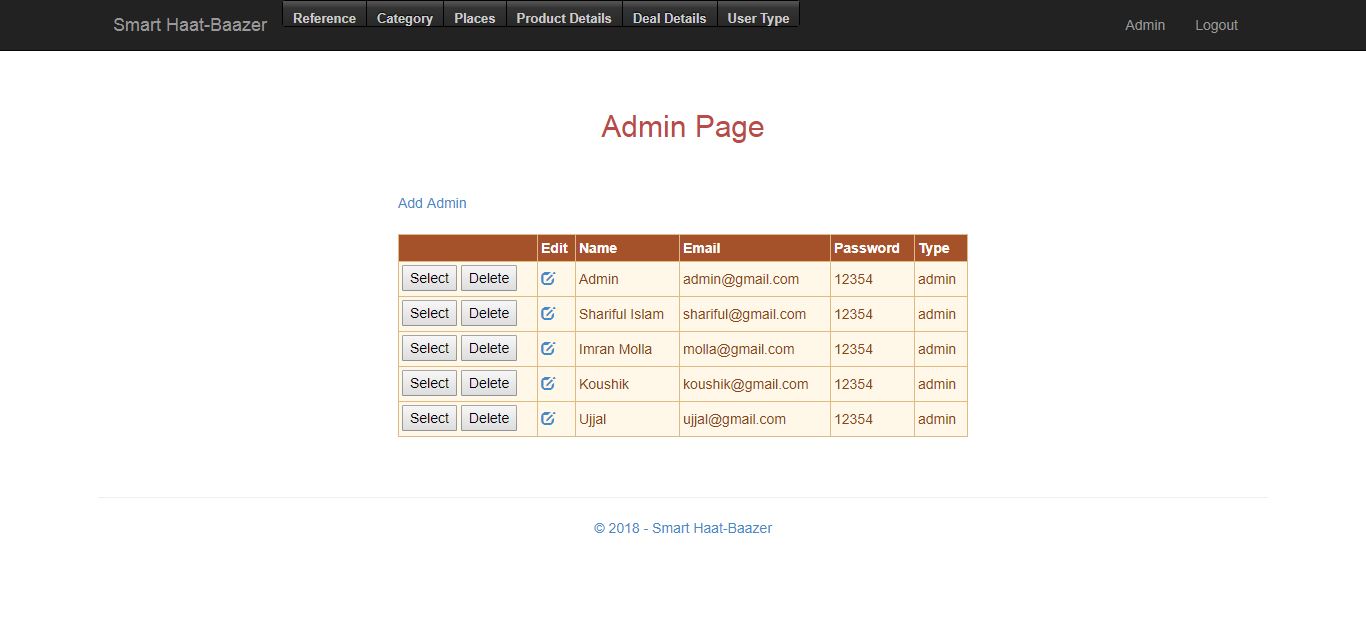 Smart Haat-Baazer Reference Category Places Product Details Deal Details User Type Admin Logout
Admin Page
Add Admin
Edit Name Email Password Type
Select Delete Admin admin@gmail.com 12354 admin
Select Delete Shariful Islam shariful@gmail.com 12354 admin
Select Delete Imran Molla molla@gmail.com 12354 admin
Select Delete Koushik koushik@gmail.com 12354 admin
Select Delete Ujjal ujjal@gmail.com 12354 admin
© 2018 - Smart Haat-Baazer